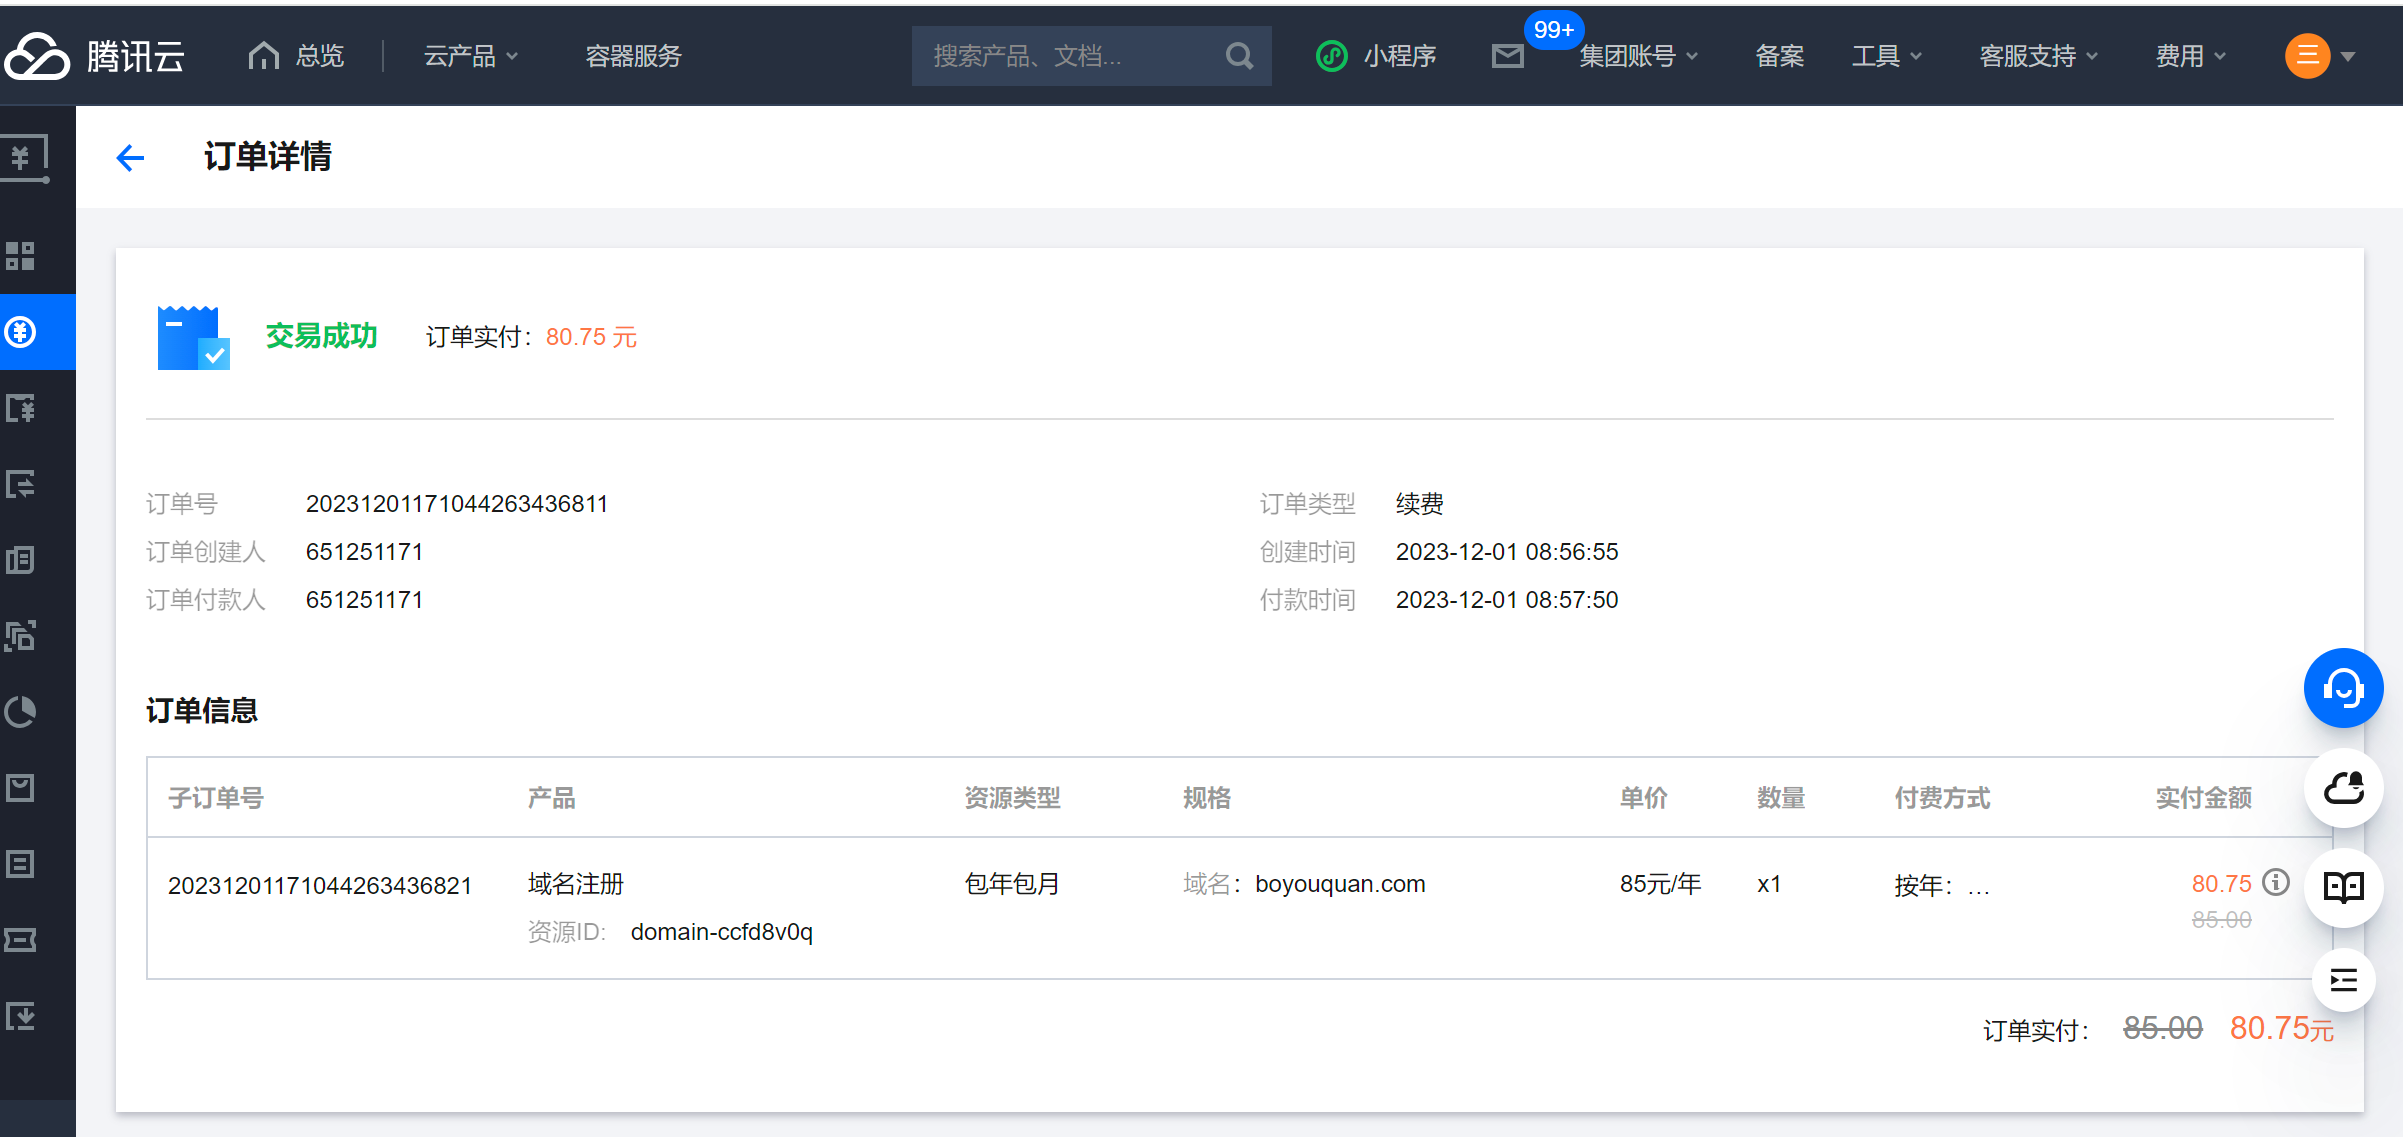 腾讯云 总览 云产品 容器服务 搜索产品、文档... 小程序 99+ 集团账号 备案 工具 客服支持 费用 三
订单详情
交易成功 订单实付：80.75 元
订单号 20231201171044263436811 订单类型 续费
订单创建人 651251171 创建时间 2023-12-01 08:56:55
订单付款人 651251171 付款时间 2023-12-01 08:57:50
订单信息
子订单号 产品 资源类型 规格 单价 数量 付费方式 实付金额
20231201171044263436821 域名注册 包年包月 域名：boyouquan.com 85元/年 x1 按年：... 80.75
资源ID: domain-ccfd8v0q 85.00
订单实付： 85.00 80.75元